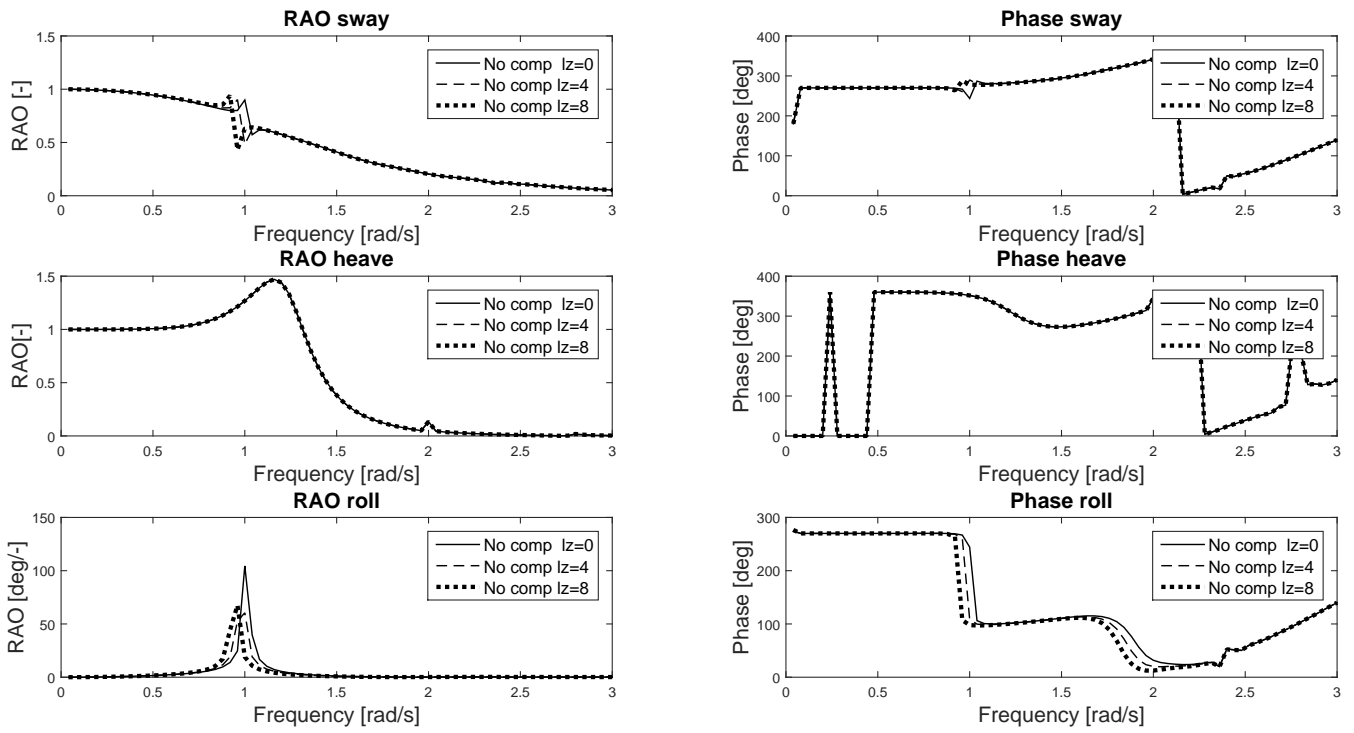 RAO sway
RAO [-]
1.5
1
0.5
0
No comp  lz=0
No comp lz=4
No comp lz=8
0 0.5 1 1.5 2 2.5 3
Frequency [rad/s]
Phase sway
Phase [deg]
400
300
200
100
0
No comp  lz=0
No comp lz=4
No comp lz=8
0 0.5 1 1.5 2 2.5 3
Frequency [rad/s]
RAO heave
RAO[-]
1.5
1
0.5
0
No comp  lz=0
No comp lz=4
No comp lz=8
0 0.5 1 1.5 2 2.5 3
Frequency [rad/s]
Phase heave
Phase [deg]
400
300
200
100
0
No comp  lz=0
No comp lz=4
No comp lz=8
0 0.5 1 1.5 2 2.5 3
Frequency [rad/s]
RAO roll
RAO [deg/-]
150
100
50
0
No comp  lz=0
No comp lz=4
No comp lz=8
0 0.5 1 1.5 2 2.5 3
Frequency [rad/s]
Phase roll
Phase [deg]
300
200
100
0
No comp  lz=0
No comp lz=4
No comp lz=8
0 0.5 1 1.5 2 2.5 3
Frequency [rad/s]